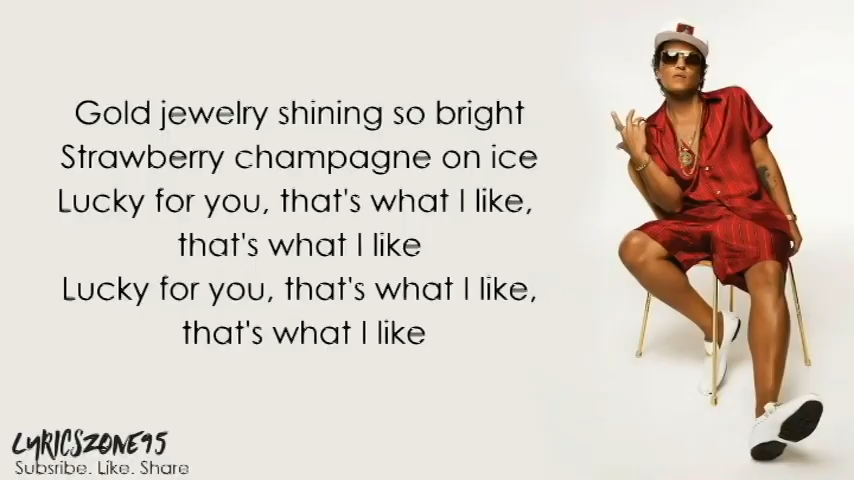 Gold jewelry shining so bright
Strawberry champagne on ice
Lucky for you, that's what I like,
that's what I like
Lucky for you, that's what I like,
that's what I like
LYRICSZONE95
Subsribe. Like. Share